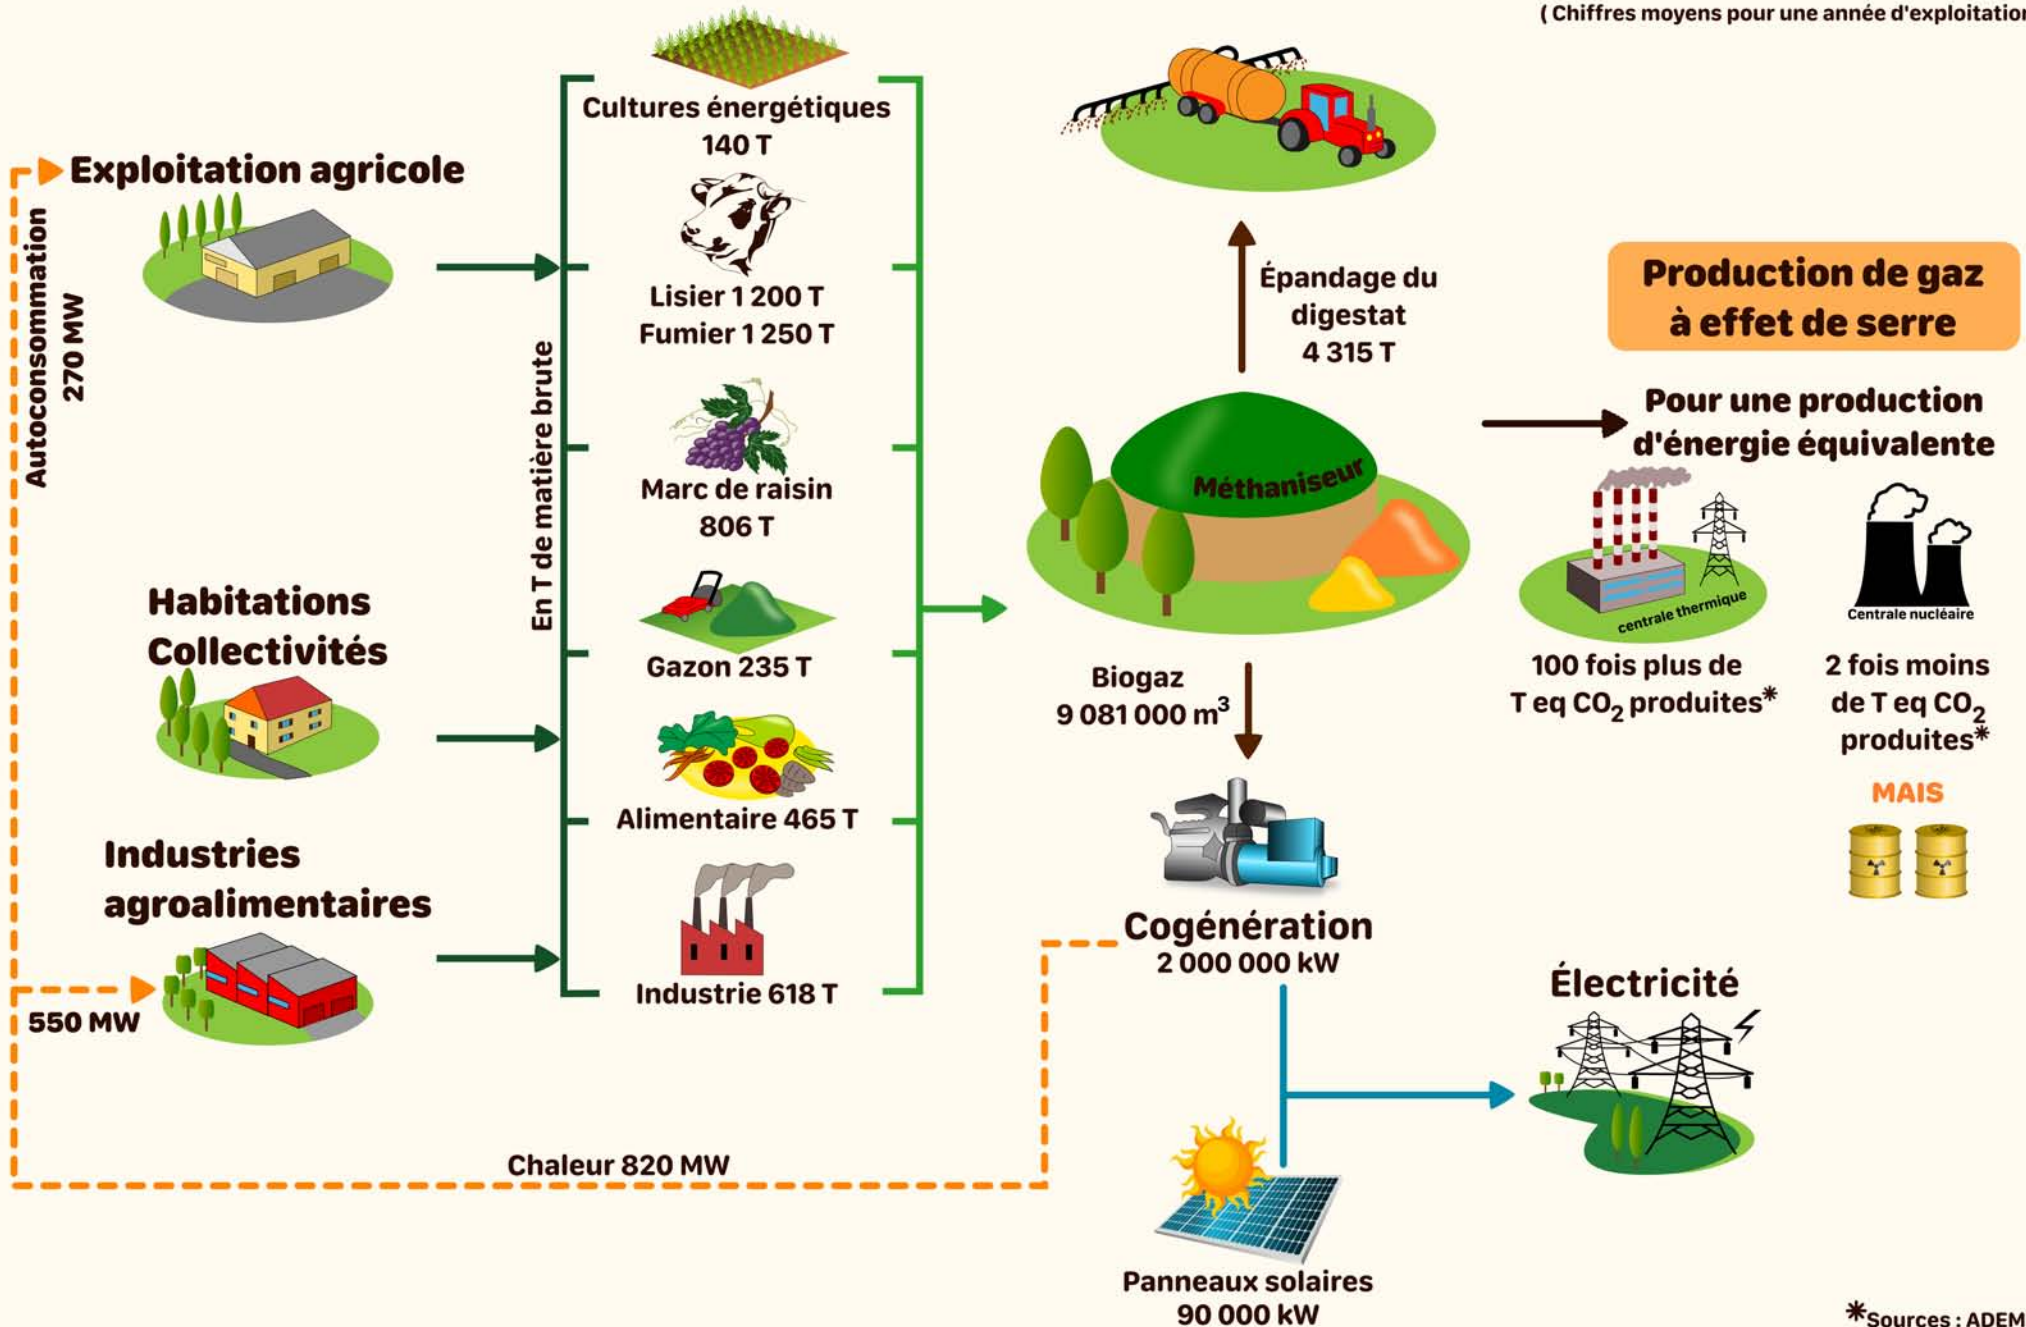 ( Chiffres moyens pour une année d'exploitation
Cultures énergétiques
140 T
Exploitation agricole
Autoconsommation
270 MW
Lisier 1 200 T
Fumier 1 250 T
En T de matière brute
Marc de raisin
806 T
Habitations
Collectivités
Gazon 235 T
Alimentaire 465 T
Industries
agroalimentaires
550 MW
Industrie 618 T
Épandage du
digestat
4 315 T
Méthaniseur
Biogaz
9 081 000 m³
Cogénération
2 000 000 kW
Chaleur 820 MW
Panneaux solaires
90 000 kW
Électricité
Production de gaz
à effet de serre
Pour une production
d'énergie équivalente
centrale thermique
100 fois plus de
T eq CO₂ produites*
Centrale nucléaire
2 fois moins
de T eq CO₂
produites*
MAIS
*Sources : ADEM